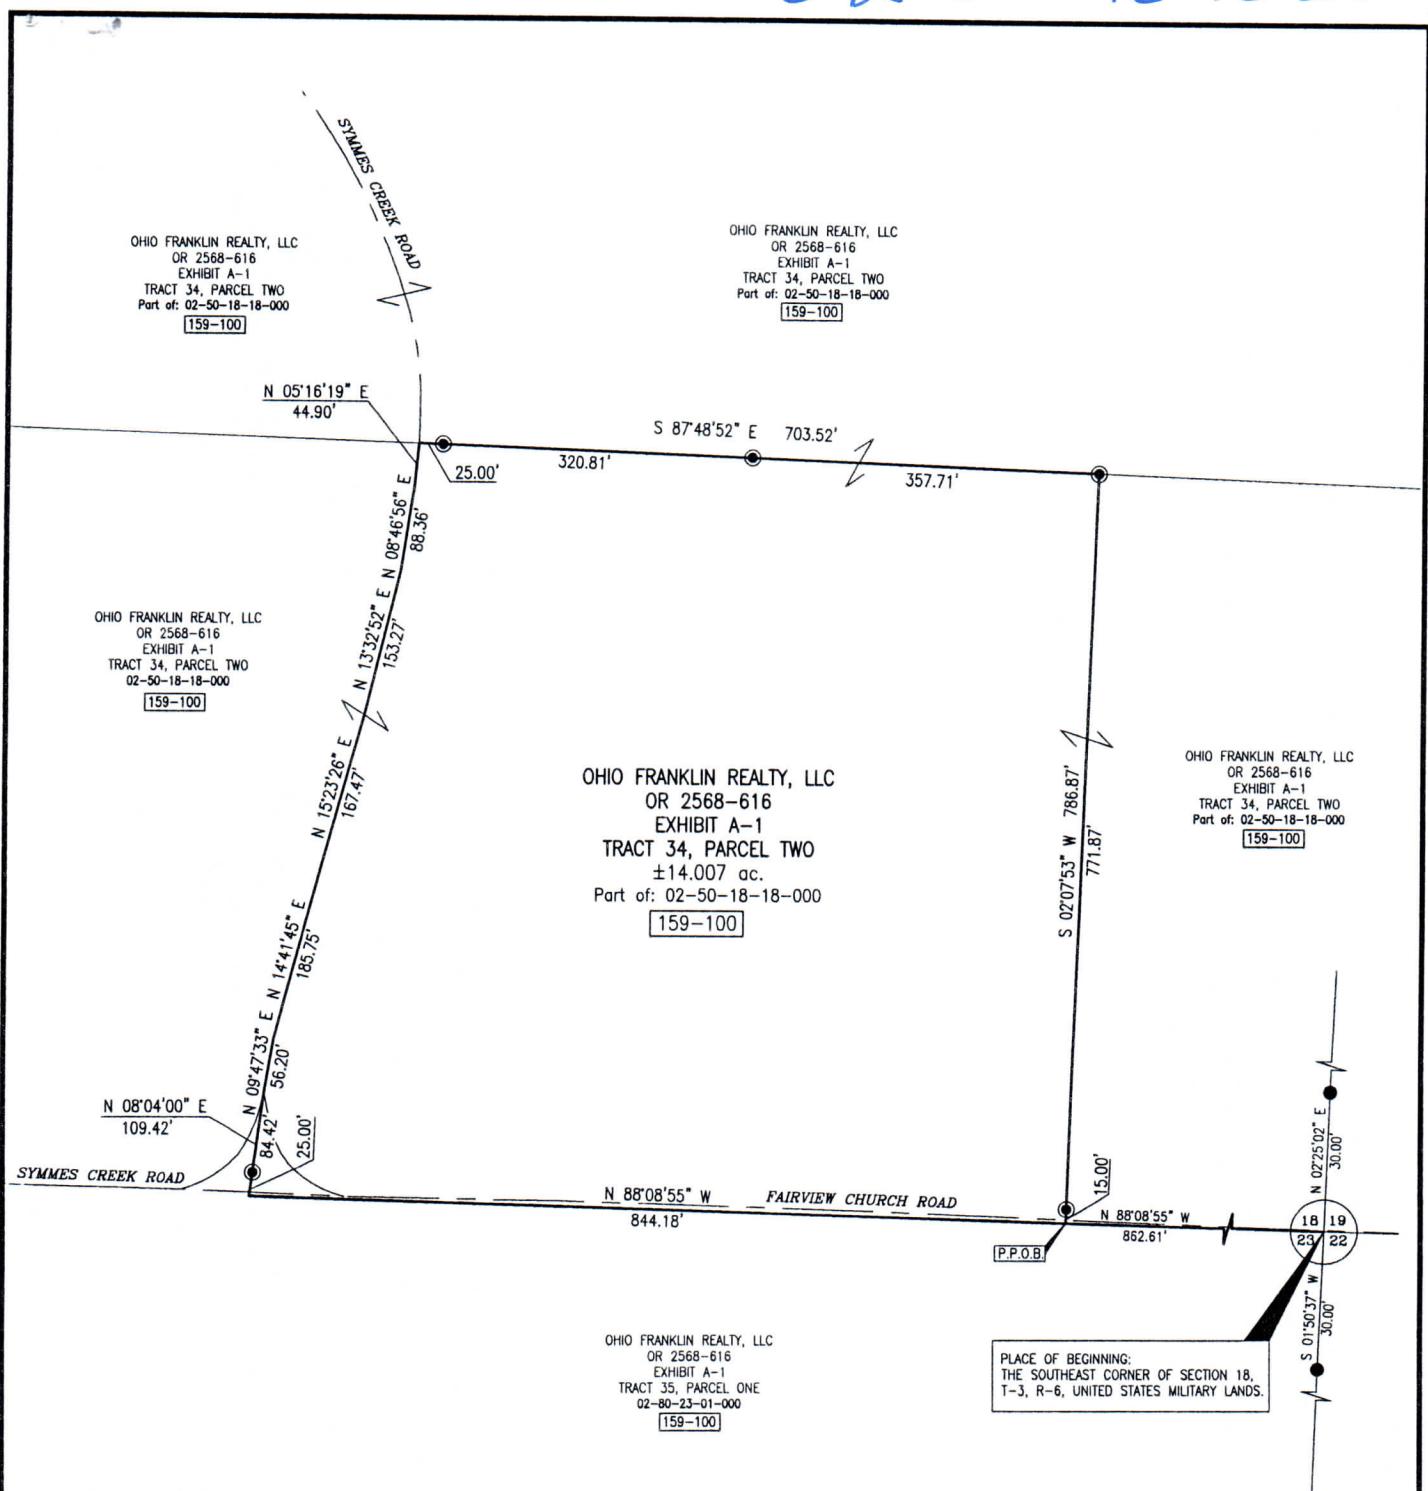 SYMMES CREEK ROAD
OHIO FRANKLIN REALTY, LLC
OR 2568-616
EXHIBIT A-1
TRACT 34, PARCEL TWO
Part of: 02-50-18-18-000
159-100
OHIO FRANKLIN REALTY, LLC
OR 2568-616
EXHIBIT A-1
TRACT 34, PARCEL TWO
Part of: 02-50-18-18-000
159-100
N 05°16'19" E
44.90'
S 87°48'52" E 703.52'
25.00'
320.81'
357.71'
N 08°46'56" E
88.36'
N 13°32'52" E
153.27'
OHIO FRANKLIN REALTY, LLC
OR 2568-616
EXHIBIT A-1
TRACT 34, PARCEL TWO
02-50-18-18-000
159-100
N 15°23'26" E
167.47'
OHIO FRANKLIN REALTY, LLC
OR 2568-616
EXHIBIT A-1
TRACT 34, PARCEL TWO
±14.007 ac.
Part of: 02-50-18-18-000
159-100
S 02°07'53" W 786.87'
771.87'
OHIO FRANKLIN REALTY, LLC
OR 2568-616
EXHIBIT A-1
TRACT 34, PARCEL TWO
Part of: 02-50-18-18-000
159-100
N 14°41'45" E
185.75'
N 09°47'33" E
56.20'
N 08°04'00" E
109.42'
84.42'
25.00'
SYMMES CREEK ROAD
N 88°08'55" W
844.18'
FAIRVIEW CHURCH ROAD
15.00'
N 88°08'55" W
862.61'
P.P.O.B.
N 02°25'02" E
30.00'
18 19
23 22
S 01°50'37" W
30.00'
PLACE OF BEGINNING:
THE SOUTHEAST CORNER OF SECTION 18,
T-3, R-6, UNITED STATES MILITARY LANDS.
OHIO FRANKLIN REALTY, LLC
OR 2568-616
EXHIBIT A-1
TRACT 35, PARCEL ONE
02-80-23-01-000
159-100